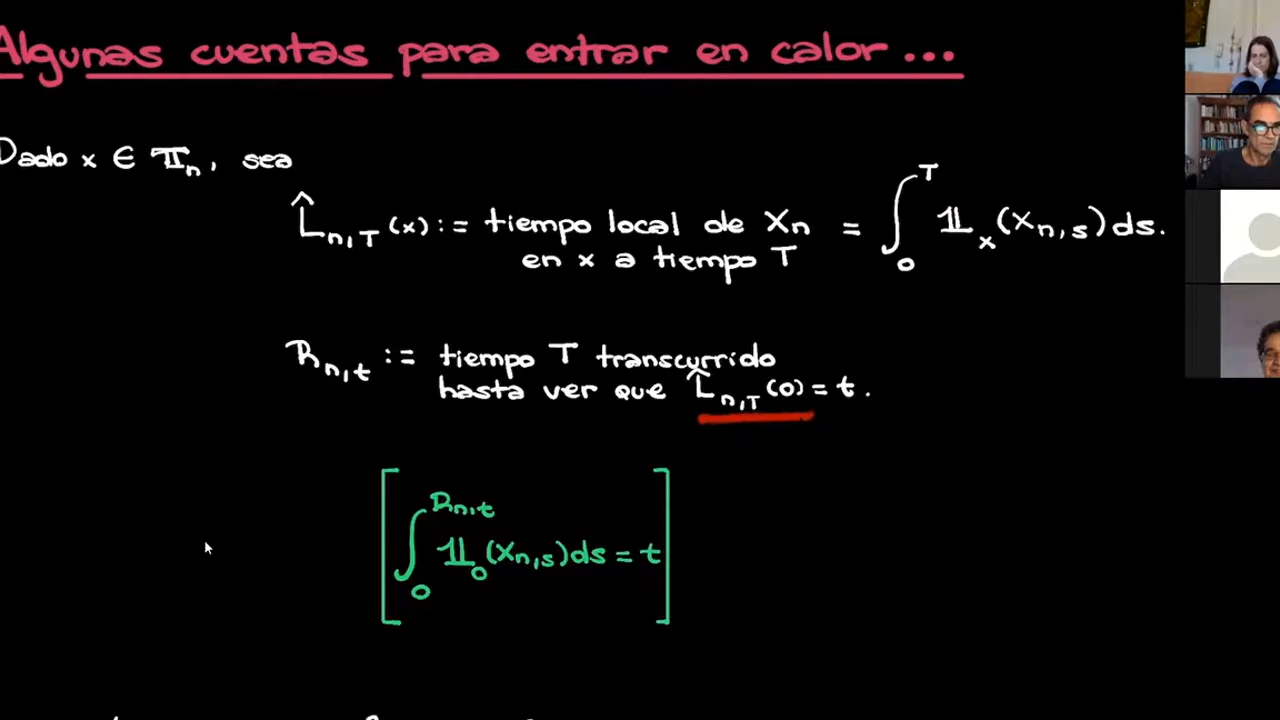 Algunas cuentas para entrar en calor...
Dado x ∈ 𝕋n, sea
L̂n,T(x) := tiempo local de Xn = ∫₀ᵀ 𝟙x(Xn,s)ds.
en x a tiempo T
Rn,t := tiempo T transcurrido
hasta ver que L̂n,T(0) = t.
[∫₀^{Rn,t} 𝟙₀(Xn,s)ds = t]